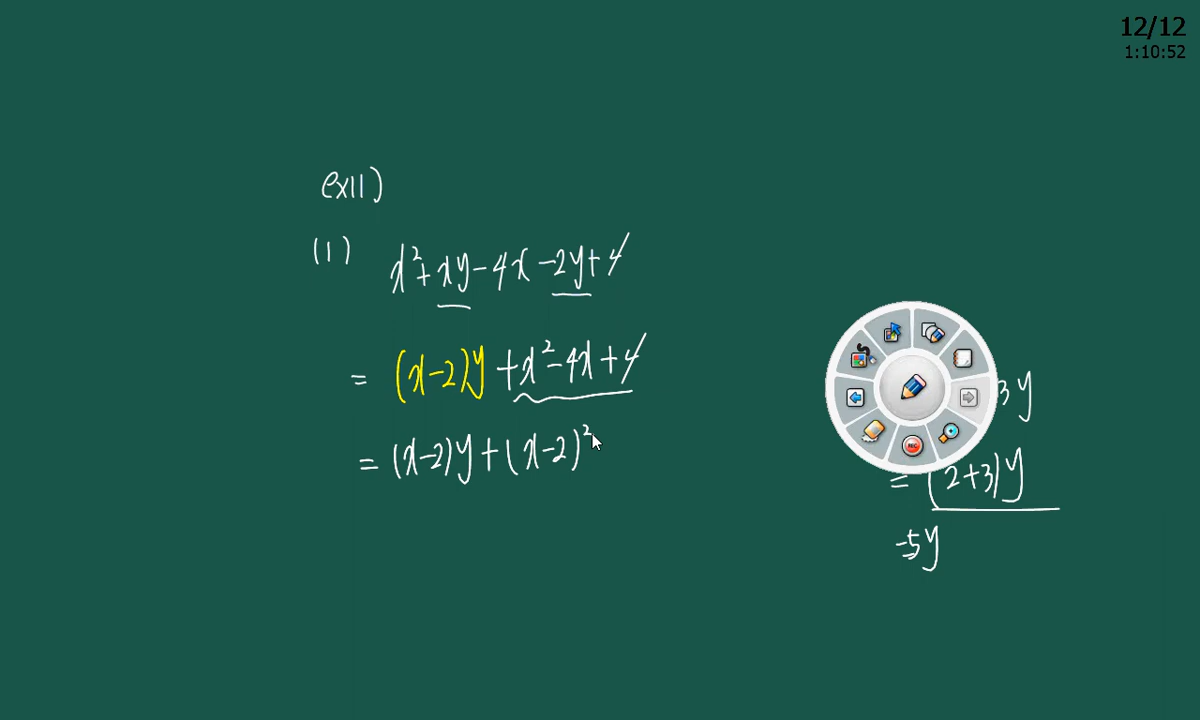 12/12
1:10:52
ex11)
(1) x²+xy-4x-2y+4
= (x-2)y+x²-4x+4
= (x-2)y+(x-2)²
3y
= (2+3)y
=5y
REC